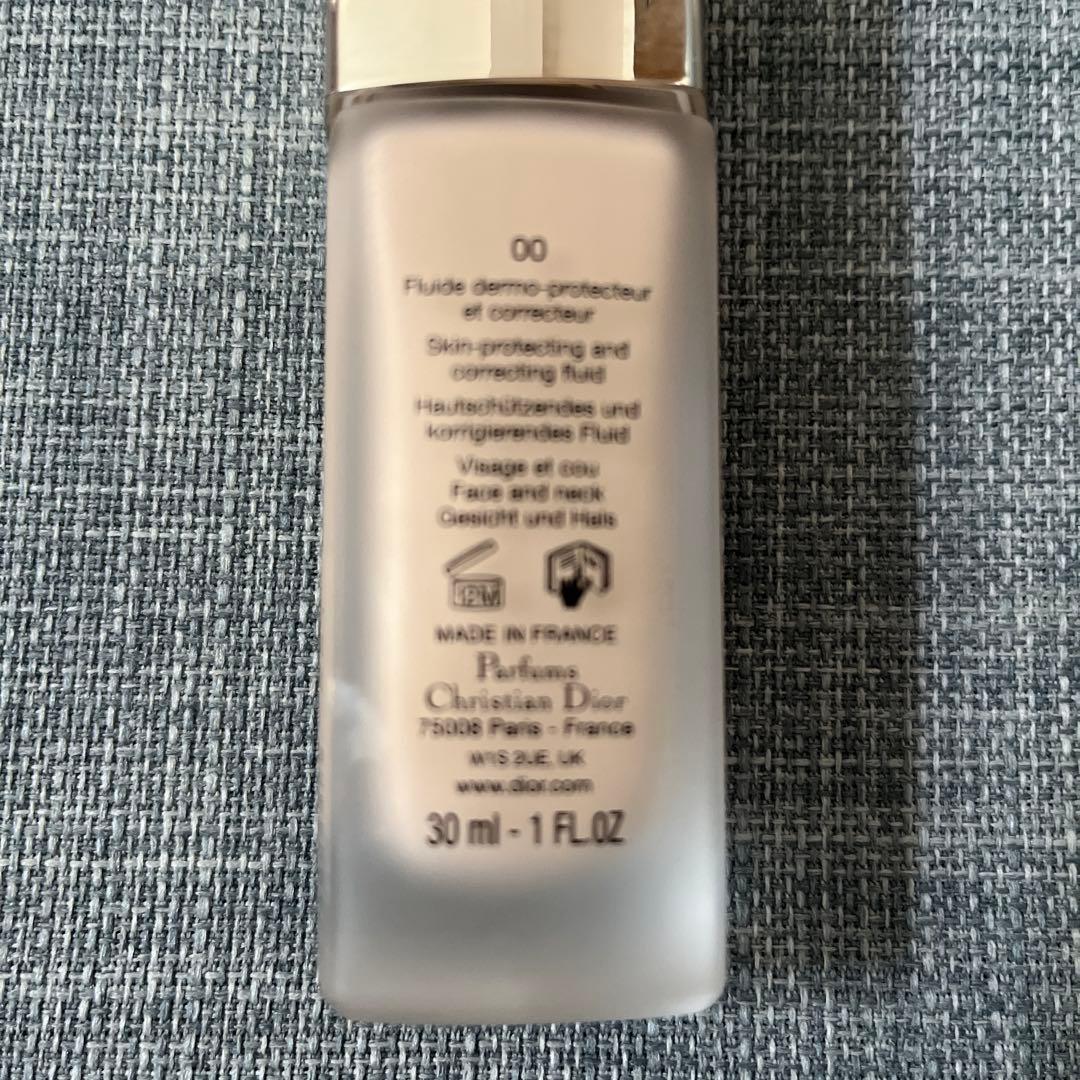 00
Fluide dermo-protecteur
et correcteur
Skin-protecting and
correcting fluid
Hautschützendes und
korrigierendes Fluid
Visage et cou
Face and neck
Gesicht und Hals
MADE IN FRANCE
Parfums
Christian Dior
75008 Paris - France
W1S 2UE, UK
www.dior.com
30 ml - 1 FL.OZ